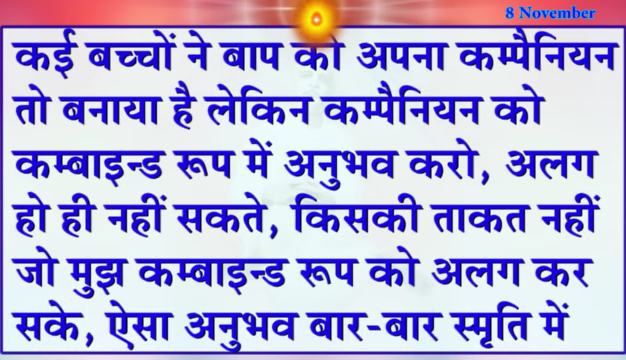 8 November
कई बच्चों ने बाप को अपना कम्पैनियन
तो बनाया है लेकिन कम्पैनियन को
कम्बाइन्ड रूप में अनुभव करो, अलग
हो ही नहीं सकते, किसकी ताकत नहीं
जो मुझ कम्बाइन्ड रूप को अलग कर
सके, ऐसा अनुभव बार-बार स्मृति में